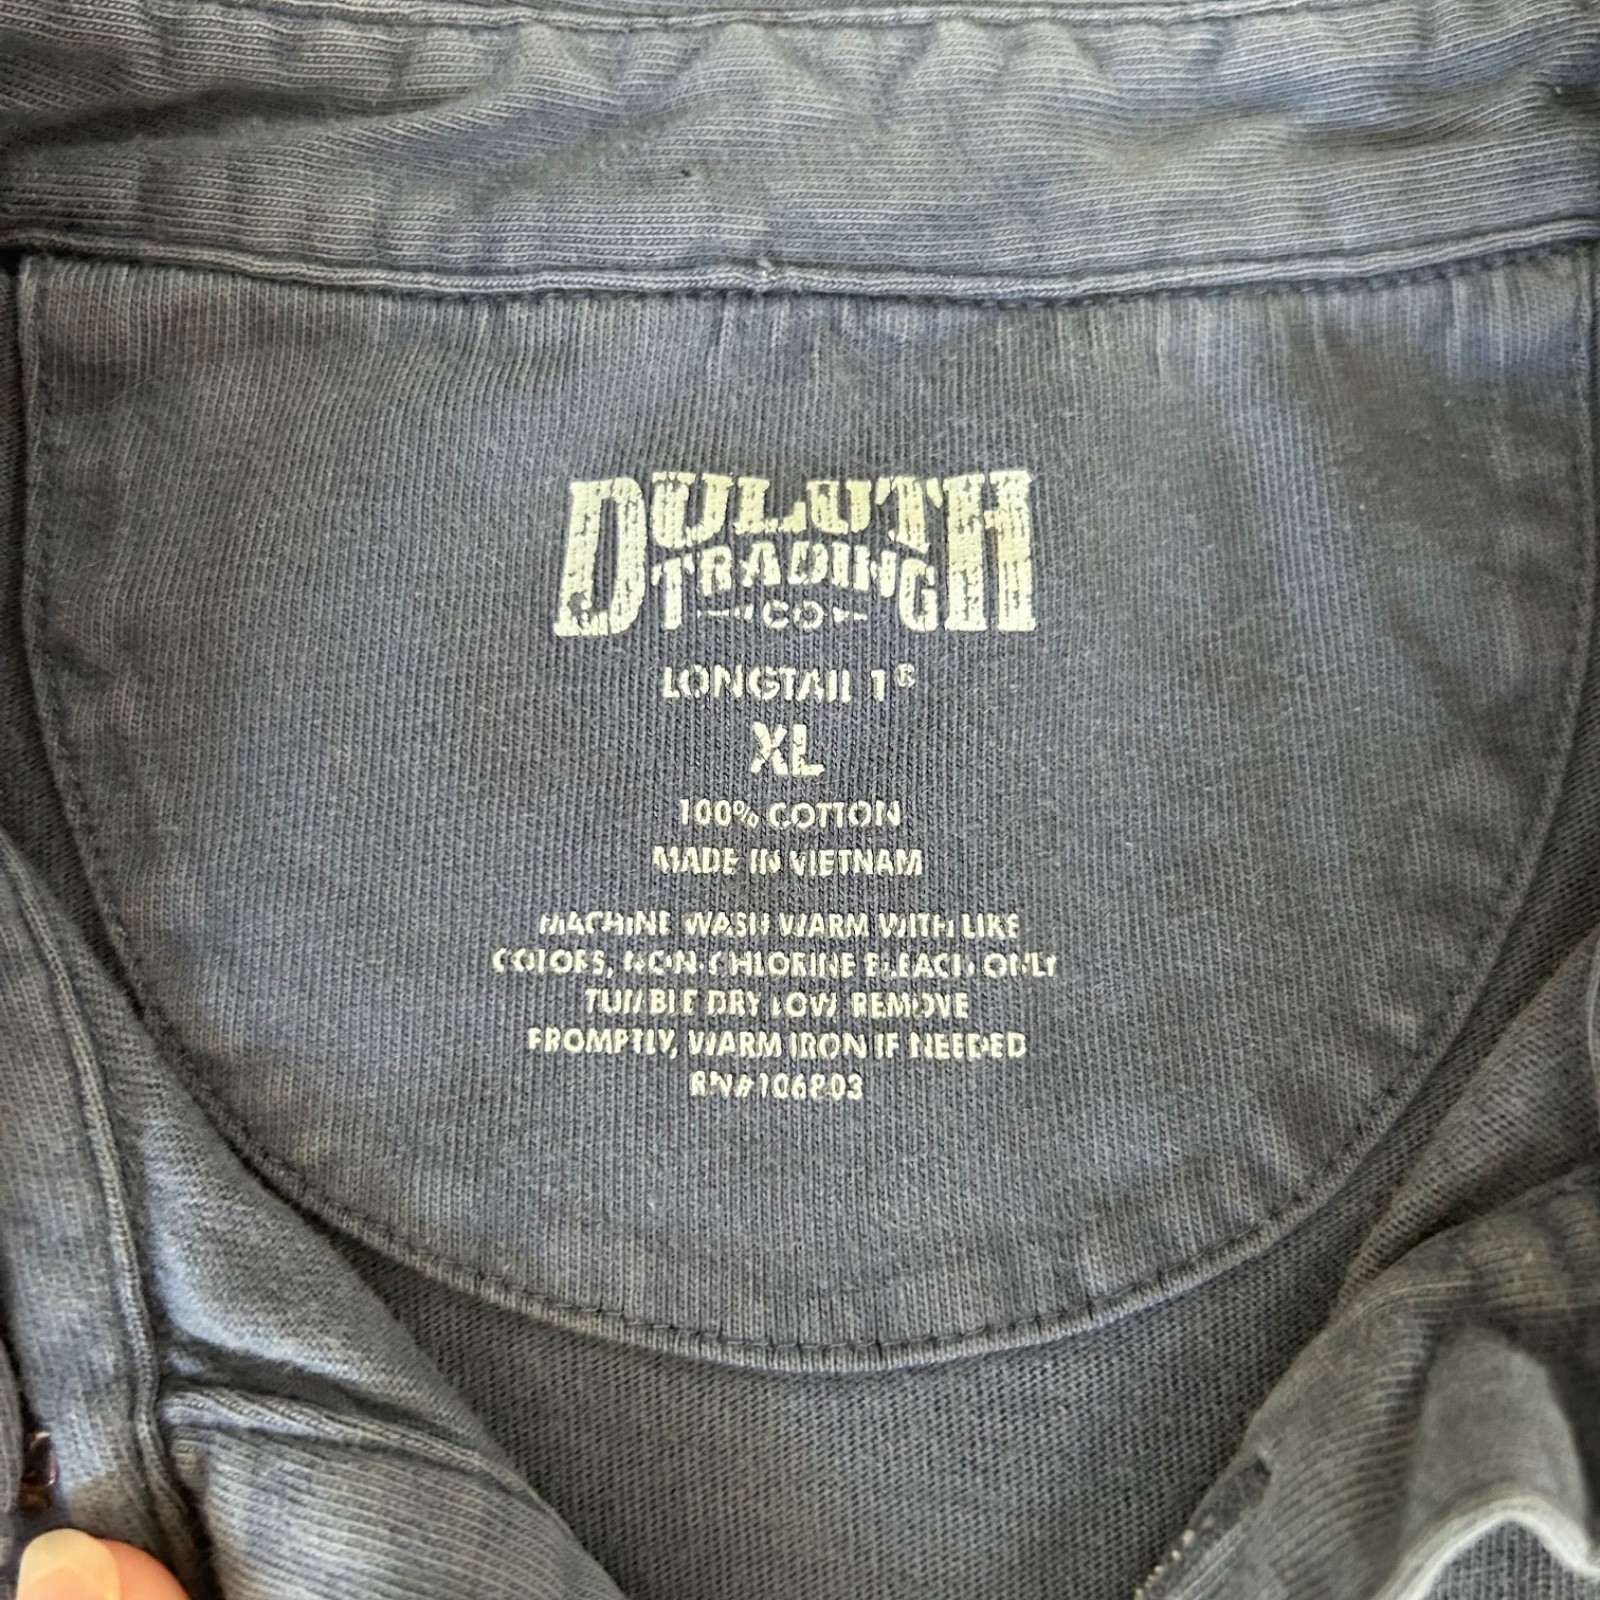 DULUTH
TRADING
CO
LONGTAIL T®
XL
100% COTTON
MADE IN VIETNAM
MACHINE WASH WARM WITH LIKE
COLORS, NON-CHLORINE BLEACH ONLY
TUMBLE DRY LOW, REMOVE
PROMPTLY, WARM IRON IF NEEDED
RN#106803